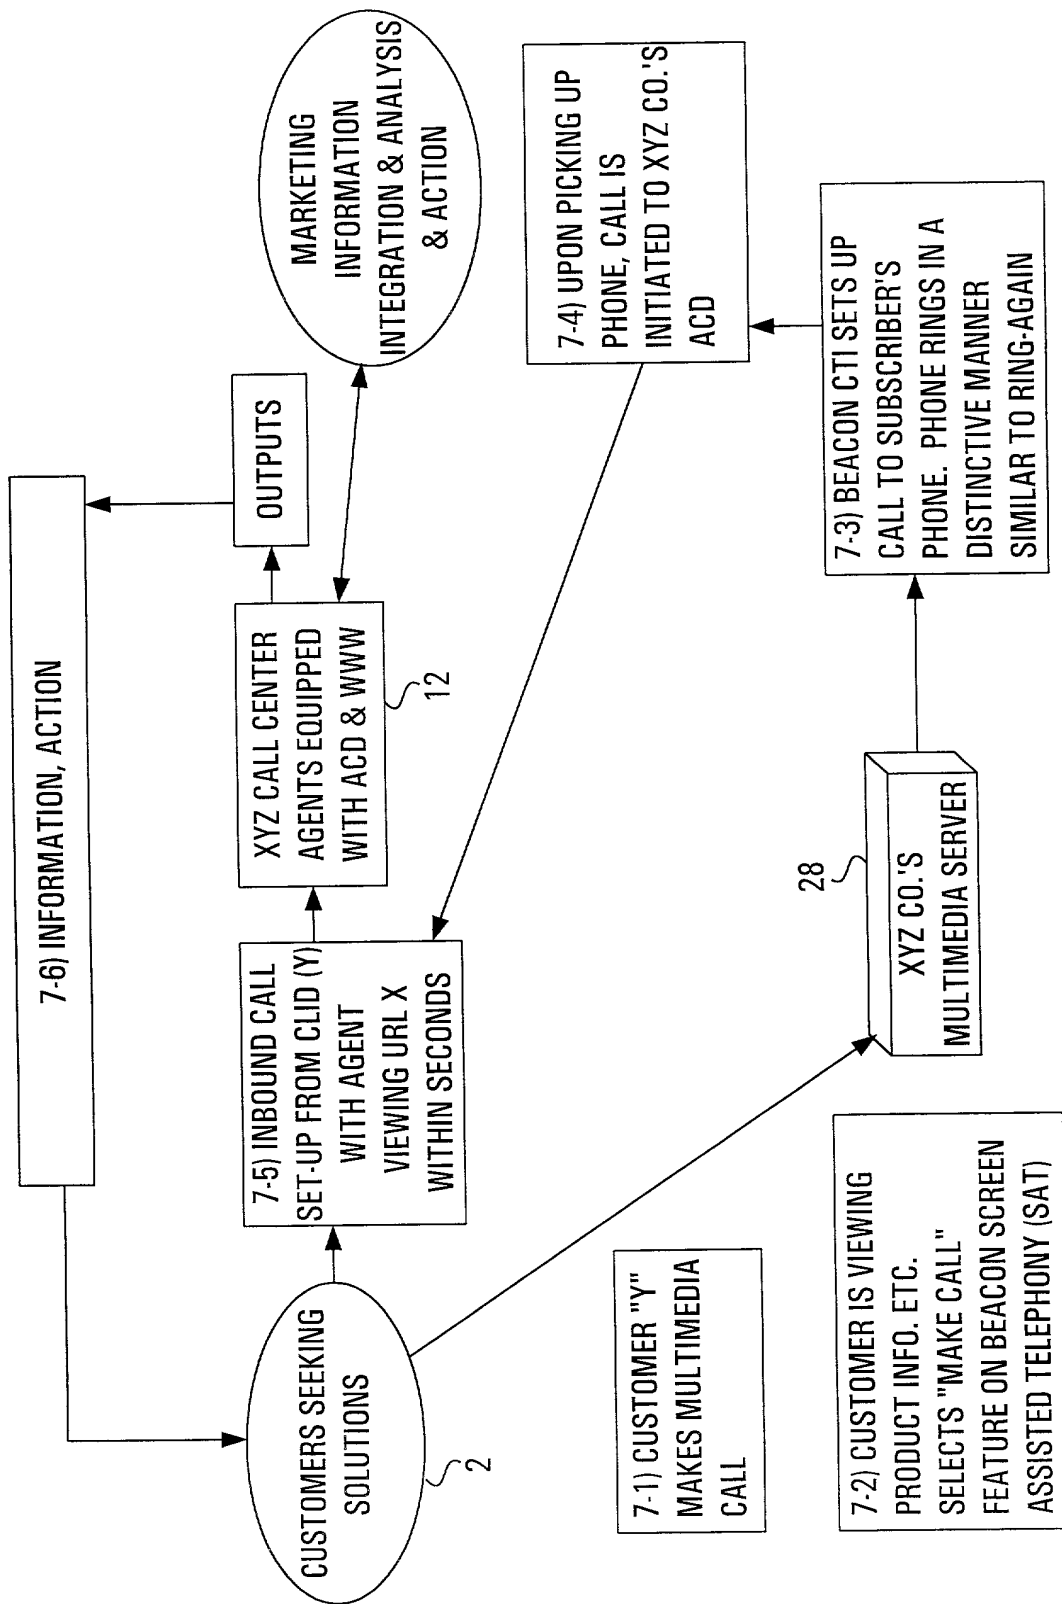 7-6) INFORMATION, ACTION
CUSTOMERS SEEKING
SOLUTIONS
2
7-5) INBOUND CALL
SET-UP FROM CLID (Y)
WITH AGENT
VIEWING URL X
WITHIN SECONDS
XYZ CALL CENTER
AGENTS EQUIPPED
WITH ACD & WWW
12
OUTPUTS
MARKETING
INFORMATION
INTEGRATION & ANALYSIS
& ACTION
7-1) CUSTOMER "Y"
MAKES MULTIMEDIA
CALL
7-2) CUSTOMER IS VIEWING
PRODUCT INFO. ETC.
SELECTS "MAKE CALL"
FEATURE ON BEACON SCREEN
ASSISTED TELEPHONY (SAT)
28
XYZ CO.'S
MULTIMEDIA SERVER
7-3) BEACON CTI SETS UP
CALL TO SUBSCRIBER'S
PHONE. PHONE RINGS IN A
DISTINCTIVE MANNER
SIMILAR TO RING-AGAIN
7-4) UPON PICKING UP
PHONE, CALL IS
INITIATED TO XYZ CO.'S
ACD